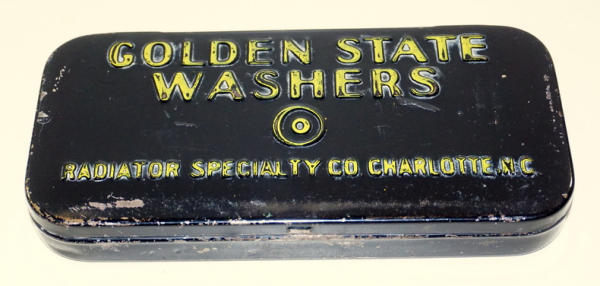 GOLDEN STATE
WASHERS
RADIATOR SPECIALTY CO CHARLOTTE, N.C.